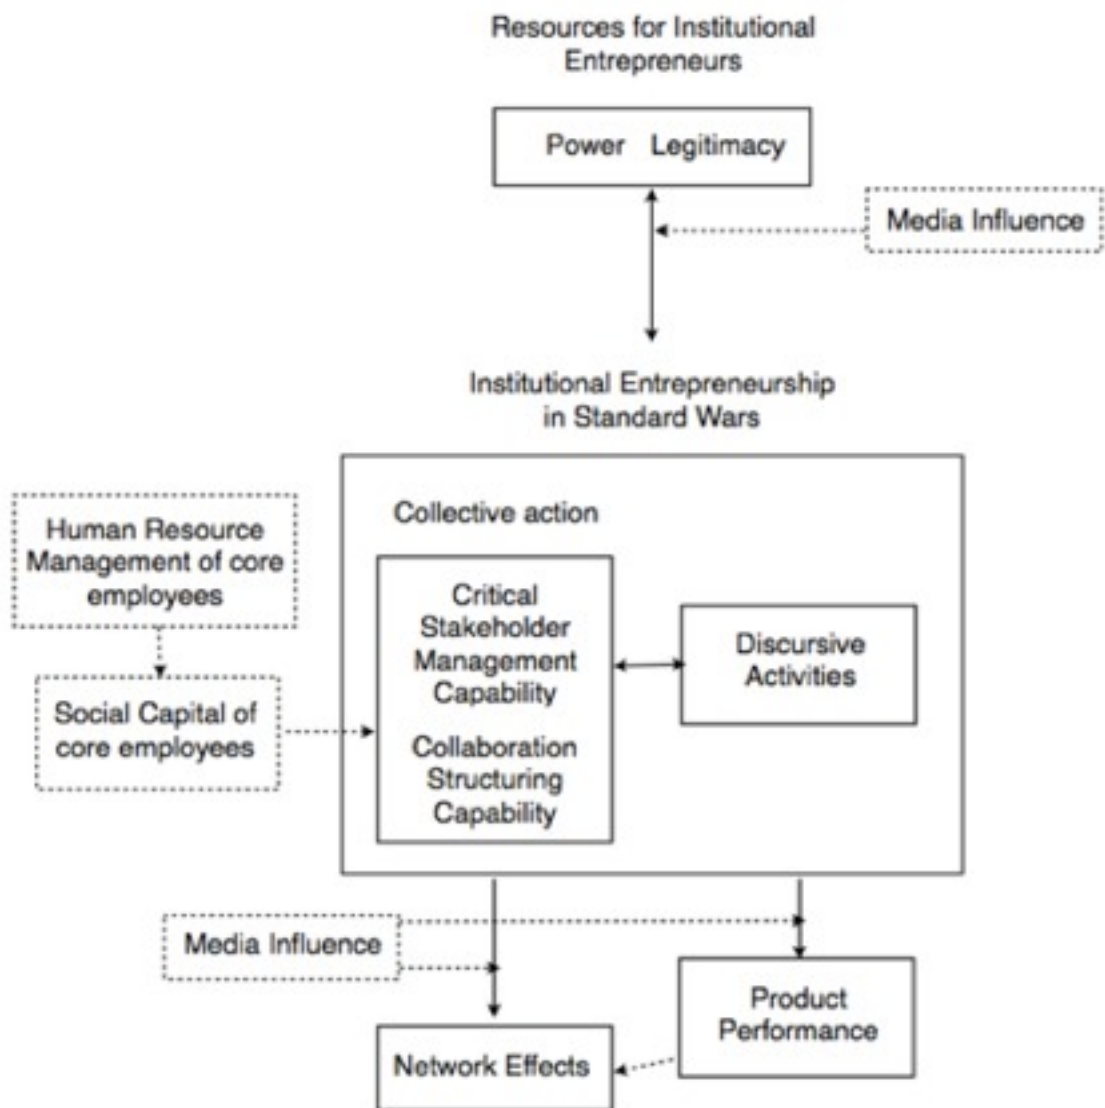 Resources for Institutional
Entrepreneurs
Power Legitimacy
Media Influence
Institutional Entrepreneurship
in Standard Wars
Collective action
Human Resource
Management of core
employees
Social Capital of
core employees
Critical
Stakeholder
Management
Capability
Collaboration
Structuring
Capability
Discursive
Activities
Media Influence
Product
Performance
Network Effects